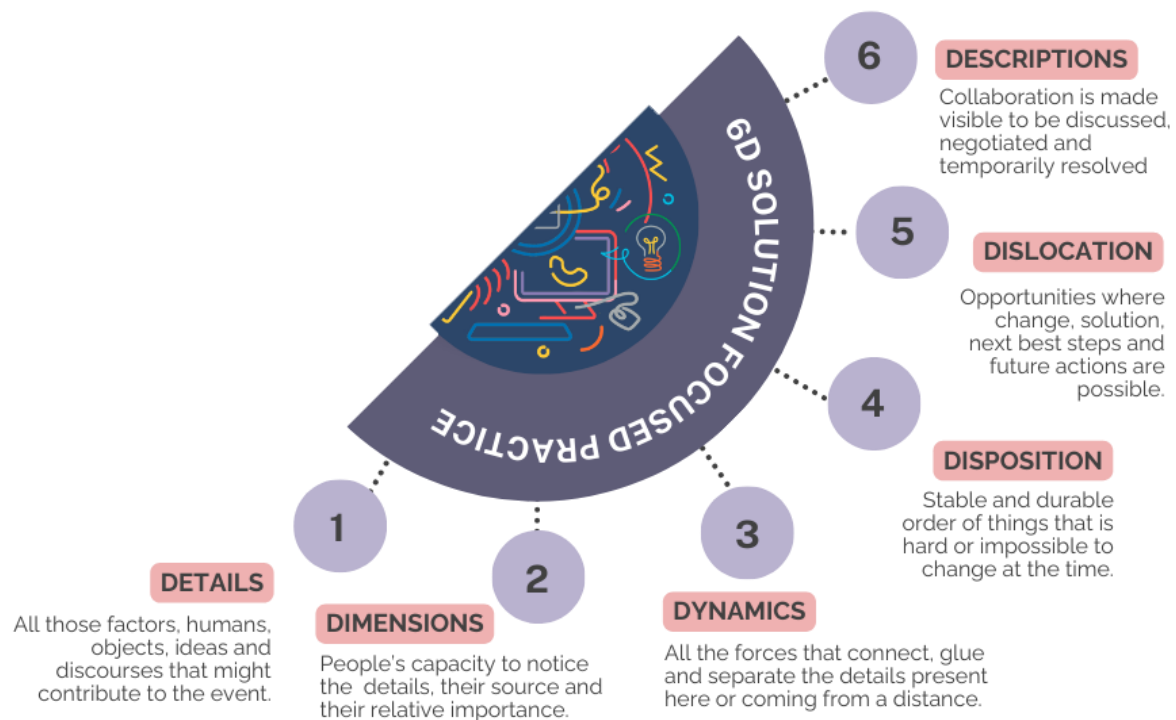 6D SOLUTION FOCUSED PRACTICE
1
DETAILS
All those factors, humans,
objects, ideas and
discourses that might
contribute to the event.
2
DIMENSIONS
People's capacity to notice
the details, their source and
their relative importance.
3
DYNAMICS
All the forces that connect, glue
and separate the details present
here or coming from a distance.
4
DISPOSITION
Stable and durable
order of things that is
hard or impossible to
change at the time.
5
DISLOCATION
Opportunities where
change, solution,
next best steps and
future actions are
possible.
6
DESCRIPTIONS
Collaboration is made
visible to be discussed,
negotiated and
temporarily resolved